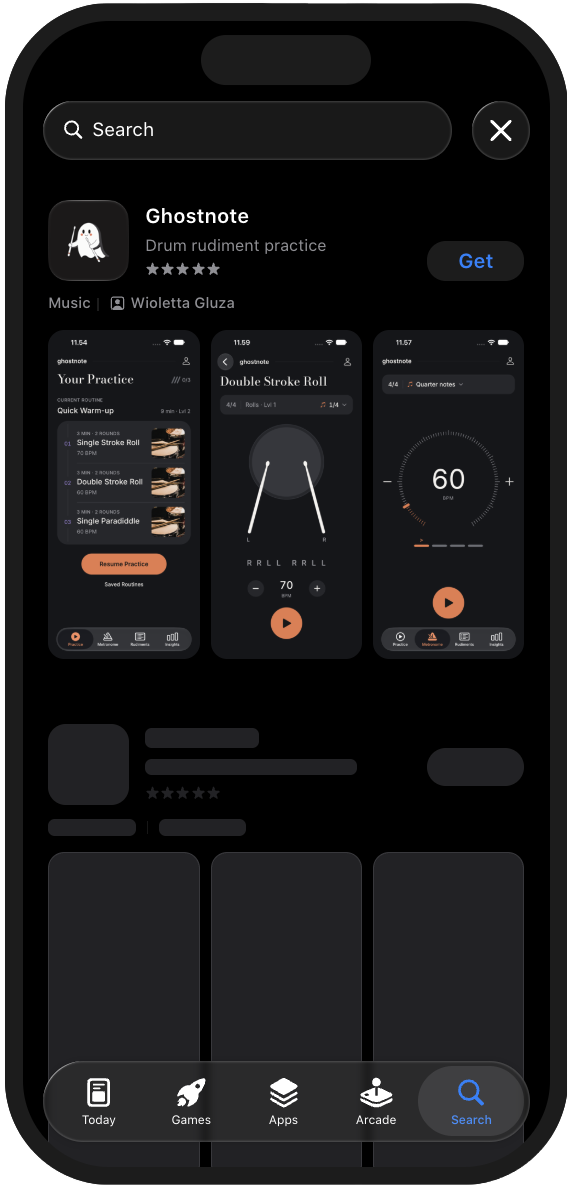 Search
Ghostnote
Drum rudiment practice
Get
Music
Wioletta Gluza
11.54
ghostnote
Your Practice
0/3
CURRENT ROUTINE
Quick Warm-up
8 min · Lvl 2
3 MIN · 2 ROUNDS
01 Single Stroke Roll
70 BPM
3 MIN · 2 ROUNDS
02 Double Stroke Roll
60 BPM
3 MIN · 2 ROUNDS
03 Single Paradiddle
60 BPM
Resume Practice
Saved Routines
Practice
Metronome
Rudiments
Insights
11.59
ghostnote
Double Stroke Roll
4/4 Rolls · Lvl 1 1/4
L R
R R L L R R L L
− 70 +
BPM
11.57
ghostnote
4/4 Quarter notes
− 60 +
BPM
Practice
Metronome
Rudiments
Insights
Today
Games
Apps
Arcade
Search